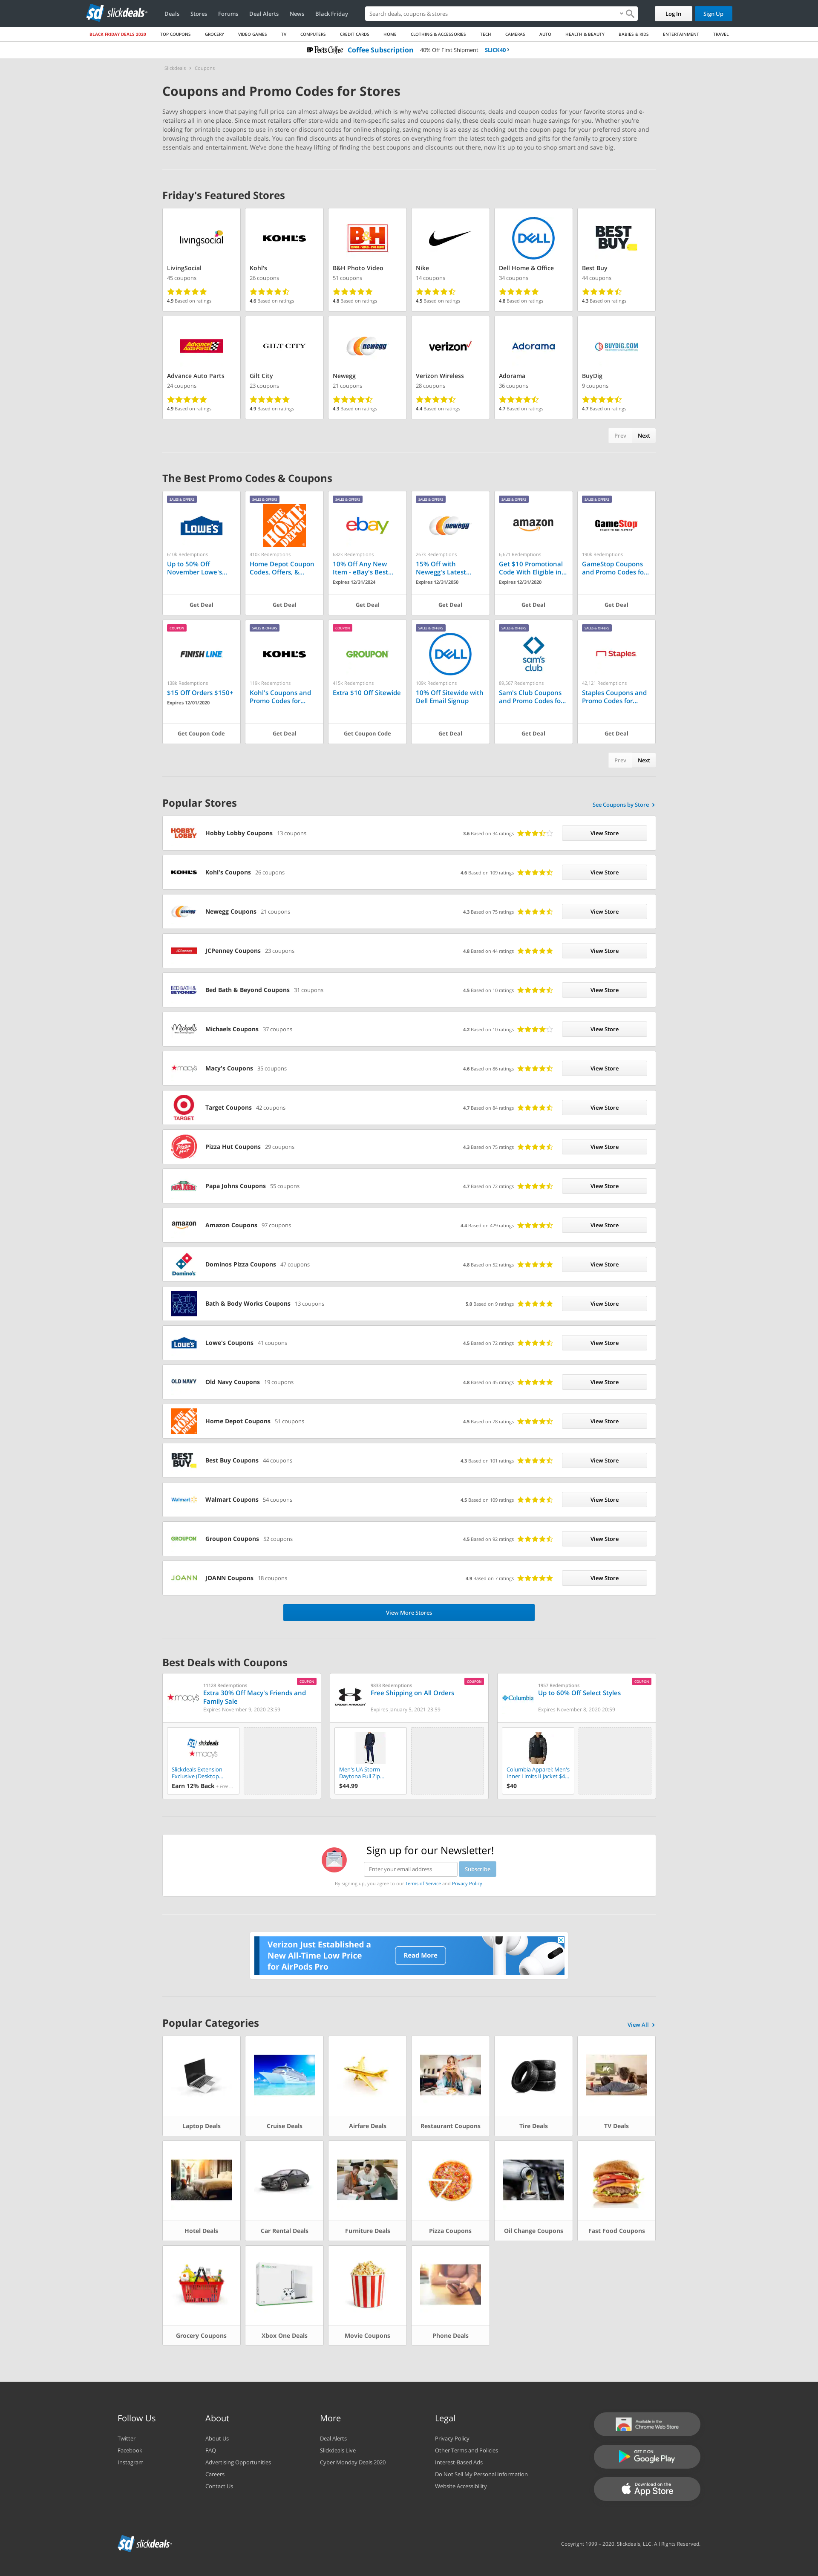 slickdeals
Deals Stores Forums Deal Alerts News Black Friday
Search deals, coupons & stores
Log In Sign Up
BLACK FRIDAY DEALS 2020 TOP COUPONS GROCERY VIDEO GAMES TV COMPUTERS CREDIT CARDS HOME CLOTHING & ACCESSORIES TECH CAMERAS AUTO HEALTH & BEAUTY BABIES & KIDS ENTERTAINMENT TRAVEL
Peet's Coffee Coffee Subscription 40% Off First Shipment SLICK40 ›
slickdeals > Coupons
Coupons and Promo Codes for Stores
Savvy shoppers know that paying full price can almost always be avoided, which is why we've collected discounts, deals and coupon codes for your favorite stores and e-
retailers all in one place. Since most retailers offer store-wide and item-specific sales and coupons daily, these deals could mean huge savings for you. Whether you're
looking for printable coupons to use in store or discount codes for online shopping, saving money is as easy as checking the coupon page for your preferred store and
browsing through the available deals. You can find discounts at hundreds of stores on everything from the latest tech gadgets and gifts for the family to grocery store
essentials and entertainment. We've done the heavy lifting of finding the best coupons and discounts out there, now it's up to you to shop smart and save big.
Friday's Featured Stores
livingsocial KOHL'S B&H DELL BEST BUY
LivingSocial Kohl's B&H Photo Video Nike Dell Home & Office Best Buy
45 coupons 26 coupons 51 coupons 14 coupons 34 coupons 44 coupons
4.9 Based on ratings 4.6 Based on ratings 4.8 Based on ratings 4.5 Based on ratings 4.8 Based on ratings 4.3 Based on ratings
Advance Auto Parts GILT CITY newegg verizon Adorama BUYDIG.COM
Advance Auto Parts Gilt City Newegg Verizon Wireless Adorama BuyDig
24 coupons 23 coupons 21 coupons 28 coupons 36 coupons 9 coupons
4.9 Based on ratings 4.9 Based on ratings 4.3 Based on ratings 4.4 Based on ratings 4.7 Based on ratings 4.7 Based on ratings
Prev Next
The Best Promo Codes & Coupons
SALES & OFFERS SALES & OFFERS SALES & OFFERS SALES & OFFERS SALES & OFFERS SALES & OFFERS
LOWE'S THE HOME DEPOT ebay newegg amazon GameStop
610k Redemptions 410k Redemptions 682k Redemptions 267k Redemptions 6,671 Redemptions 190k Redemptions
Up to 50% Off Home Depot Coupon 10% Off Any New 15% Off with Get $10 Promotional GameStop Coupons
November Lowe's... Codes, Offers, &... Item - eBay's Best... Newegg's Latest... Code With Eligible in... and Promo Codes fo...
Expires 12/31/2024 Expires 12/31/2050 Expires 12/31/2020
Get Deal Get Deal Get Deal Get Deal Get Deal Get Deal
COUPON SALES & OFFERS COUPON SALES & OFFERS SALES & OFFERS SALES & OFFERS
FINISH LINE KOHL'S GROUPON DELL sam's club Staples
138k Redemptions 119k Redemptions 415k Redemptions 109k Redemptions 89,567 Redemptions 42,121 Redemptions
$15 Off Orders $150+ Kohl's Coupons and Extra $10 Off Sitewide 10% Off Sitewide with Sam's Club Coupons Staples Coupons and
Promo Codes for... Dell Email Signup and Promo Codes fo... Promo Codes for...
Expires 12/01/2020
Get Coupon Code Get Deal Get Coupon Code Get Deal Get Deal Get Deal
Prev Next
Popular Stores See Coupons by Store ›
HOBBY LOBBY Hobby Lobby Coupons 13 coupons 3.6 Based on 34 ratings View Store
KOHL'S Kohl's Coupons 26 coupons 4.6 Based on 109 ratings View Store
newegg Newegg Coupons 21 coupons 4.3 Based on 75 ratings View Store
JCPenney JCPenney Coupons 23 coupons 4.8 Based on 44 ratings View Store
BED BATH & BEYOND Bed Bath & Beyond Coupons 31 coupons 4.5 Based on 10 ratings View Store
Michaels Michaels Coupons 37 coupons 4.2 Based on 10 ratings View Store
macy's Macy's Coupons 35 coupons 4.6 Based on 86 ratings View Store
TARGET Target Coupons 42 coupons 4.7 Based on 64 ratings View Store
Pizza Hut Pizza Hut Coupons 29 coupons 4.3 Based on 75 ratings View Store
PAPA JOHN'S Papa Johns Coupons 55 coupons 4.7 Based on 72 ratings View Store
amazon Amazon Coupons 97 coupons 4.4 Based on 429 ratings View Store
Domino's Dominos Pizza Coupons 47 coupons 4.8 Based on 52 ratings View Store
Bath & Body Works Bath & Body Works Coupons 13 coupons 5.0 Based on 9 ratings View Store
LOWE'S Lowe's Coupons 41 coupons 4.5 Based on 72 ratings View Store
OLD NAVY Old Navy Coupons 19 coupons 4.8 Based on 45 ratings View Store
THE HOME DEPOT Home Depot Coupons 51 coupons 4.5 Based on 78 ratings View Store
BEST BUY Best Buy Coupons 44 coupons 4.3 Based on 101 ratings View Store
Walmart Walmart Coupons 54 coupons 4.5 Based on 109 ratings View Store
GROUPON Groupon Coupons 52 coupons 4.5 Based on 92 ratings View Store
JOANN JOANN Coupons 18 coupons 4.9 Based on 7 ratings View Store
View More Stores
Best Deals with Coupons
11128 Redemptions COUPON 9833 Redemptions 1957 Redemptions COUPON
macy's Extra 30% Off Macy's Friends and UNDER ARMOUR Free Shipping on All Orders Columbia Up to 60% Off Select Styles
Family Sale
Expires November 9, 2020 23:59 Expires January 5, 2021 23:59 Expires November 8, 2020 20:59
slickdeals macy's
Slickdeals Extension Men's UA Storm Columbia Apparel: Men's
Exclusive (Desktop... Daytona Full Zip... Inner Limits II Jacket $4...
Earn 12% Back + Free ... $44.99 $40
Sign up for our Newsletter!
Enter your email address Subscribe
By signing up, you agree to our Terms of Service and Privacy Policy.
Verizon Just Established a
New All-Time Low Price
for AirPods Pro
Read More
Popular Categories View All ›
Laptop Deals Cruise Deals Airfare Deals Restaurant Coupons Tire Deals TV Deals
Hotel Deals Car Rental Deals Furniture Deals Pizza Coupons Oil Change Coupons Fast Food Coupons
Grocery Coupons Xbox One Deals Movie Coupons Phone Deals
Follow Us About More Legal
Twitter About Us Deal Alerts Privacy Policy
Facebook FAQ Slickdeals Live Other Terms and Policies
Instagram Advertising Opportunities Cyber Monday Deals 2020 Interest-Based Ads
Careers Do Not Sell My Personal Information
Contact Us Website Accessibility
Available in the Chrome Web Store
GET IT ON Google Play
Download on the App Store
slickdeals
Copyright 1999 – 2020. Slickdeals, LLC. All Rights Reserved.